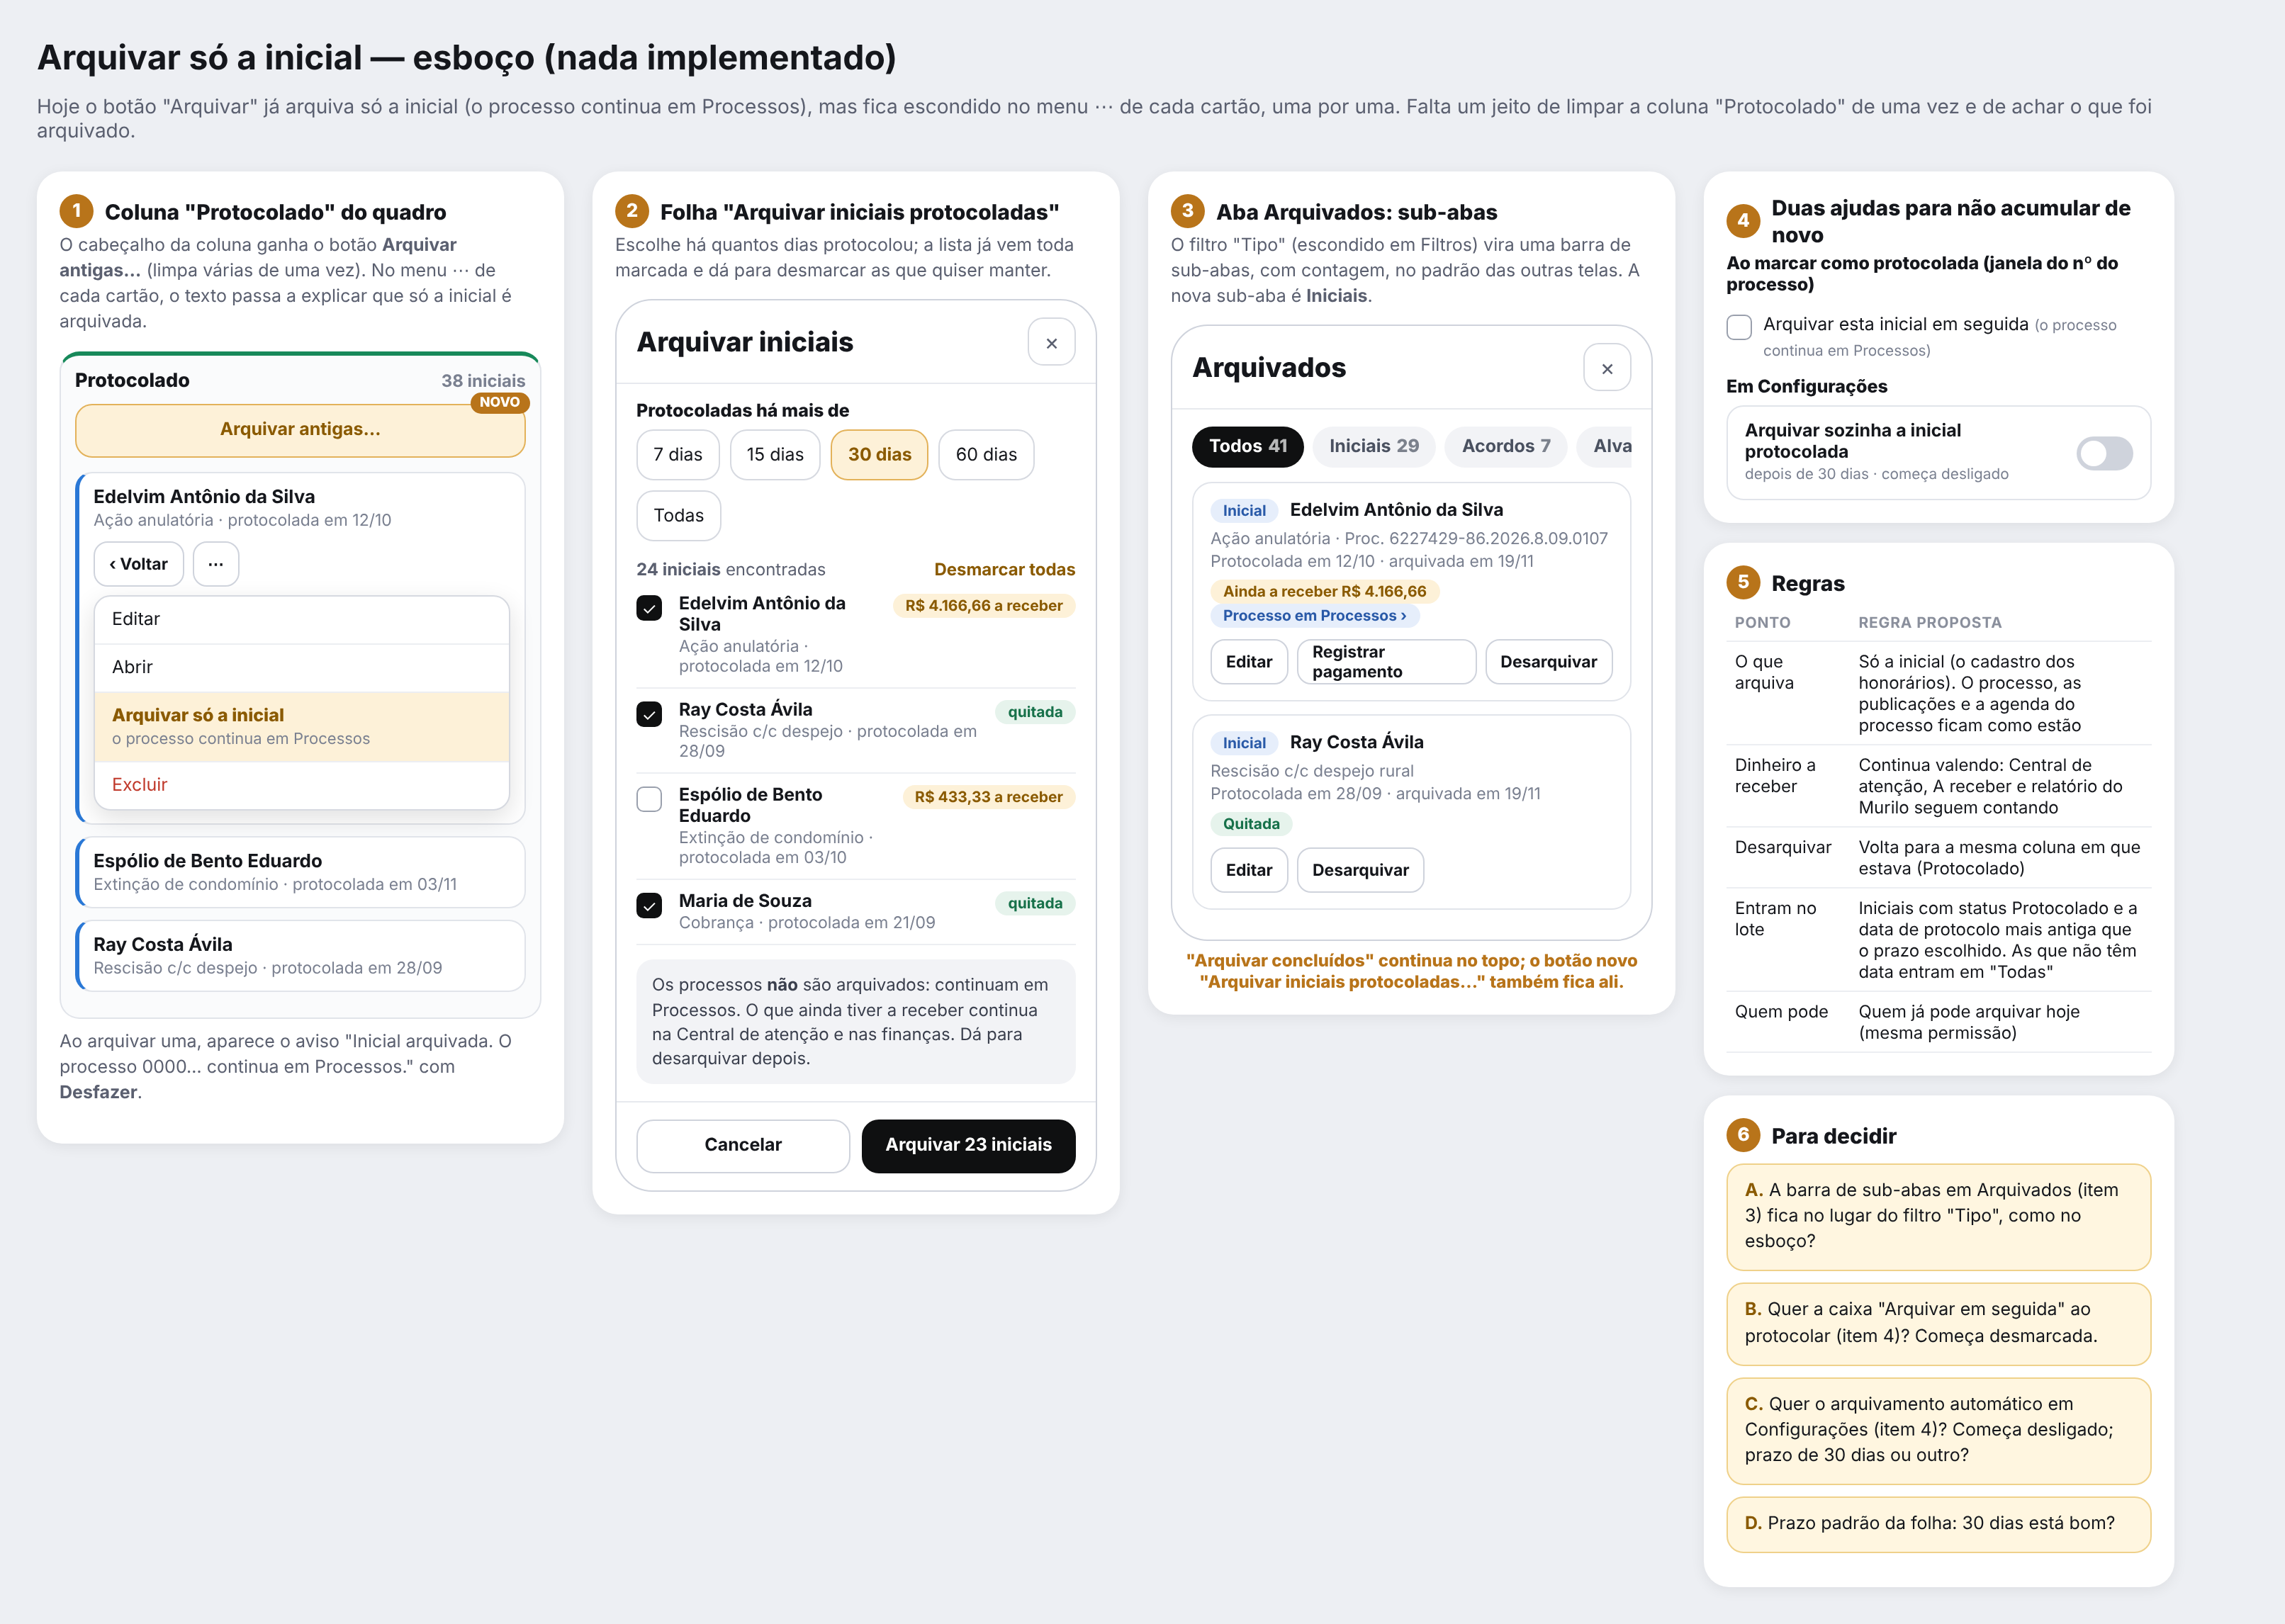 Arquivar só a inicial — esboço (nada implementado)
Hoje o botão "Arquivar" já arquiva só a inicial (o processo continua em Processos), mas fica escondido no menu ··· de cada cartão, uma por uma. Falta um jeito de limpar a coluna "Protocolado" de uma vez e de achar o que foi
arquivado.
1 Coluna "Protocolado" do quadro
O cabeçalho da coluna ganha o botão Arquivar
antigas… (limpa várias de uma vez). No menu ··· de
cada cartão, o texto passa a explicar que só a inicial é
arquivada.
Protocolado 38 iniciais
NOVO
Arquivar antigas…
Edelvim Antônio da Silva
Ação anulatória · protocolada em 12/10
‹ Voltar ···
Editar
Abrir
Arquivar só a inicial
o processo continua em Processos
Excluir
Espólio de Bento Eduardo
Extinção de condomínio · protocolada em 03/11
Ray Costa Ávila
Rescisão c/c despejo · protocolada em 28/09
Ao arquivar uma, aparece o aviso "Inicial arquivada. O
processo 0000… continua em Processos." com
Desfazer.
2 Folha "Arquivar iniciais protocoladas"
Escolhe há quantos dias protocolou; a lista já vem toda
marcada e dá para desmarcar as que quiser manter.
Arquivar iniciais ×
Protocoladas há mais de
7 dias 15 dias 30 dias 60 dias
Todas
24 iniciais encontradas Desmarcar todas
Edelvim Antônio da R$ 4.166,66 a receber
Silva
Ação anulatória ·
protocolada em 12/10
Ray Costa Ávila quitada
Rescisão c/c despejo · protocolada em
28/09
Espólio de Bento R$ 433,33 a receber
Eduardo
Extinção de condomínio ·
protocolada em 03/10
Maria de Souza quitada
Cobrança · protocolada em 21/09
Os processos não são arquivados: continuam em
Processos. O que ainda tiver a receber continua
na Central de atenção e nas finanças. Dá para
desarquivar depois.
Cancelar Arquivar 23 iniciais
3 Aba Arquivados: sub-abas
O filtro "Tipo" (escondido em Filtros) vira uma barra de
sub-abas, com contagem, no padrão das outras telas. A
nova sub-aba é Iniciais.
Arquivados ×
Todos 41 Iniciais 29 Acordos 7 Alva
Inicial Edelvim Antônio da Silva
Ação anulatória · Proc. 6227429-86.2026.8.09.0107
Protocolada em 12/10 · arquivada em 19/11
Ainda a receber R$ 4.166,66
Processo em Processos ›
Editar Registrar pagamento Desarquivar
Inicial Ray Costa Ávila
Rescisão c/c despejo rural
Protocolada em 28/09 · arquivada em 19/11
Quitada
Editar Desarquivar
"Arquivar concluídos" continua no topo; o botão novo
"Arquivar iniciais protocoladas…" também fica ali.
4 Duas ajudas para não acumular de
novo
Ao marcar como protocolada (janela do nº do
processo)
Arquivar esta inicial em seguida (o processo
continua em Processos)
Em Configurações
Arquivar sozinha a inicial
protocolada
depois de 30 dias · começa desligado
5 Regras
PONTO REGRA PROPOSTA
O que Só a inicial (o cadastro dos
arquiva honorários). O processo, as
publicações e a agenda do
processo ficam como estão
Dinheiro a Continua valendo: Central de
receber atenção, A receber e relatório do
Murilo seguem contando
Desarquivar Volta para a mesma coluna em que
estava (Protocolado)
Entram no Iniciais com status Protocolado e a
lote data de protocolo mais antiga que
o prazo escolhido. As que não têm
data entram em "Todas"
Quem pode Quem já pode arquivar hoje
(mesma permissão)
6 Para decidir
A. A barra de sub-abas em Arquivados (item
3) fica no lugar do filtro "Tipo", como no
esboço?
B. Quer a caixa "Arquivar em seguida" ao
protocolar (item 4)? Começa desmarcada.
C. Quer o arquivamento automático em
Configurações (item 4)? Começa desligado;
prazo de 30 dias ou outro?
D. Prazo padrão da folha: 30 dias está bom?